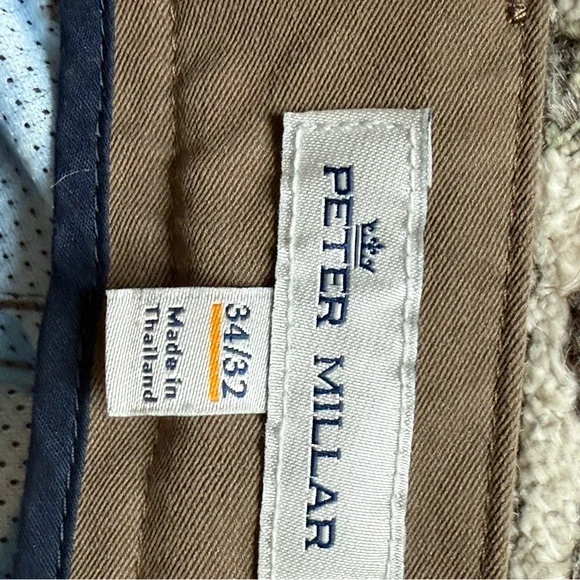 PETER MILLAR
34/32
Made in
Thailand